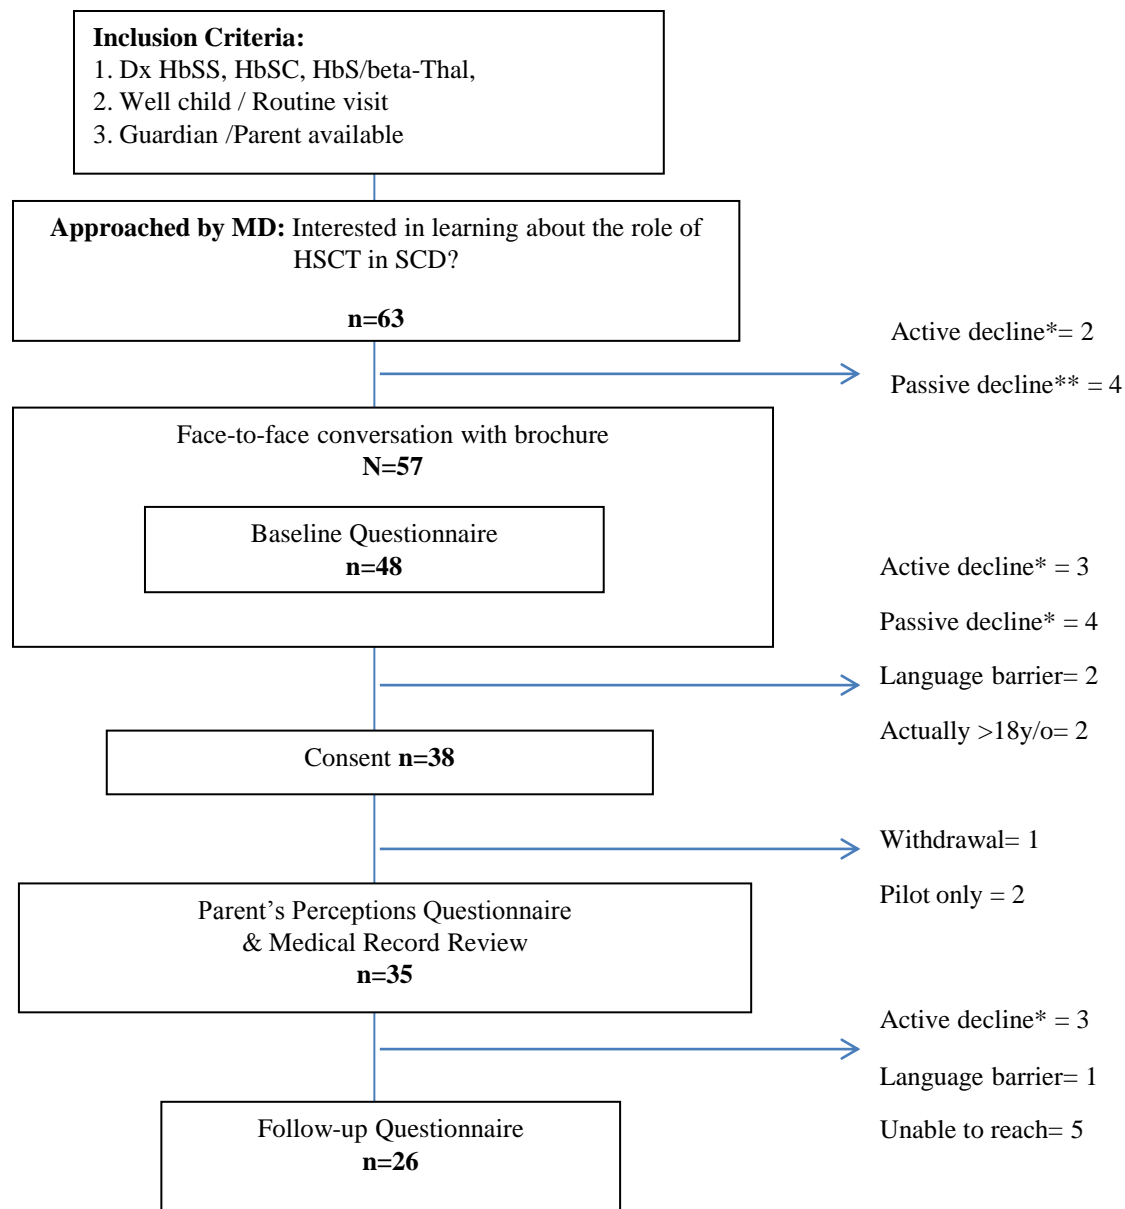 Inclusion Criteria:
1. Dx HbSS, HbSC, HbS/beta-Thal,
2. Well child / Routine visit
3. Guardian /Parent available
Approached by MD: Interested in learning about the role of
HSCT in SCD?
n=63
Active decline*= 2
Passive decline** = 4
Face-to-face conversation with brochure
N=57
Baseline Questionnaire
n=48
Active decline* = 3
Passive decline* = 4
Language barrier= 2
Actually >18y/o= 2
Consent n=38
Withdrawal= 1
Pilot only = 2
Parent’s Perceptions Questionnaire
& Medical Record Review
n=35
Active decline* = 3
Language barrier= 1
Unable to reach= 5
Follow-up Questionnaire
n=26